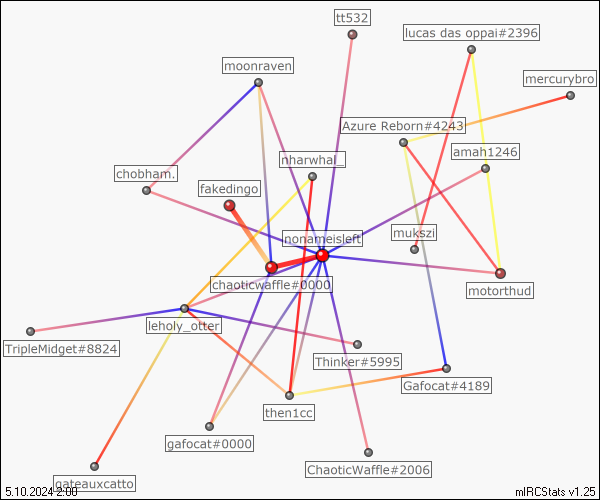 tt532
lucas das oppai#2396
moonraven
mercurybro
Azure Reborn#4243
amah1246
nharwhal_
chobham.
fakedingo
nonameisleft
mukszi
chaoticwaffle#0000
motorthud
leholy_otter
TripleMidget#8824
Thinker#5995
Gafocat#4189
then1cc
gafocat#0000
ChaoticWaffle#2006
gateauxcatto
5.10.2024 2:00
mIRCStats v1.25